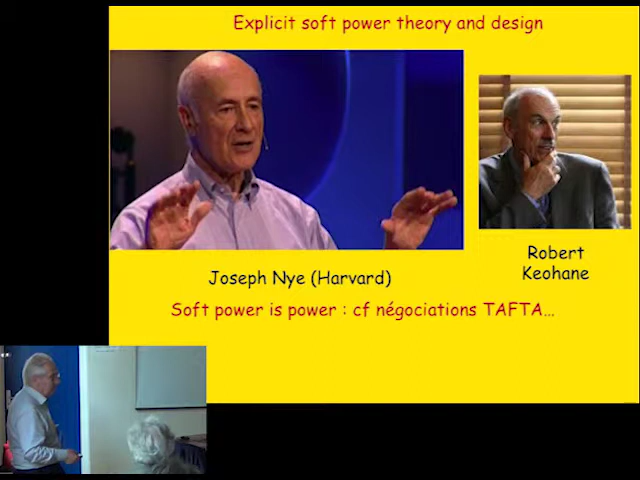 Explicit soft power theory and design
Joseph Nye (Harvard)
Robert
Keohane
Soft power is power : cf négociations TAFTA...